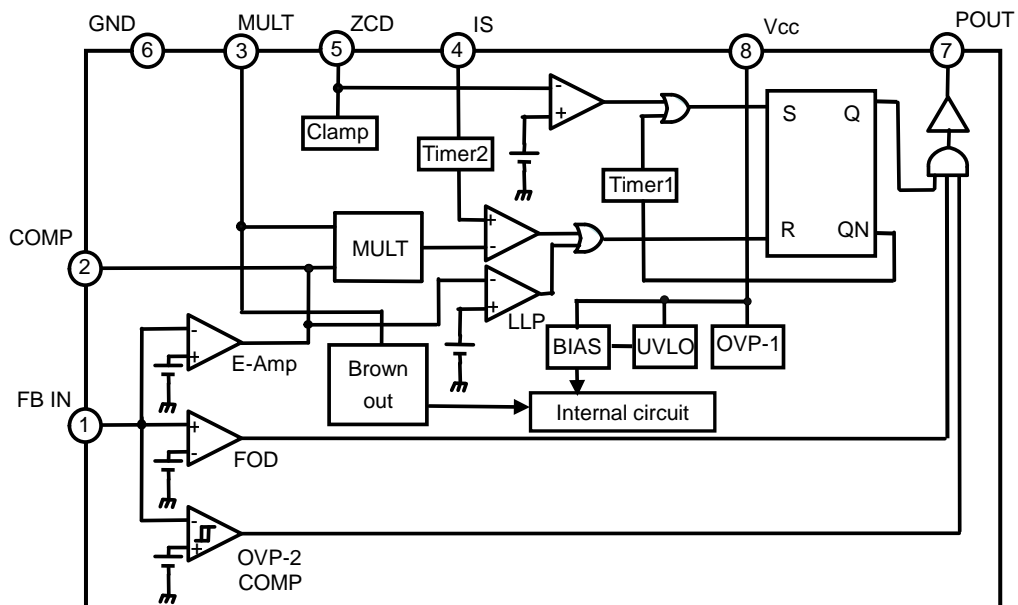 GND
MULT
ZCD
IS
Vcc
POUT
6
3
5
4
8
7
-
+
Clamp
S
Q
Timer2
Timer1
R
QN
COMP
2
MULT
+
-
-
+
LLP
BIAS
UVLO
OVP-1
-
+
E-Amp
Brown
out
Internal circuit
FB IN
1
+
-
FOD
-
+
OVP-2
COMP